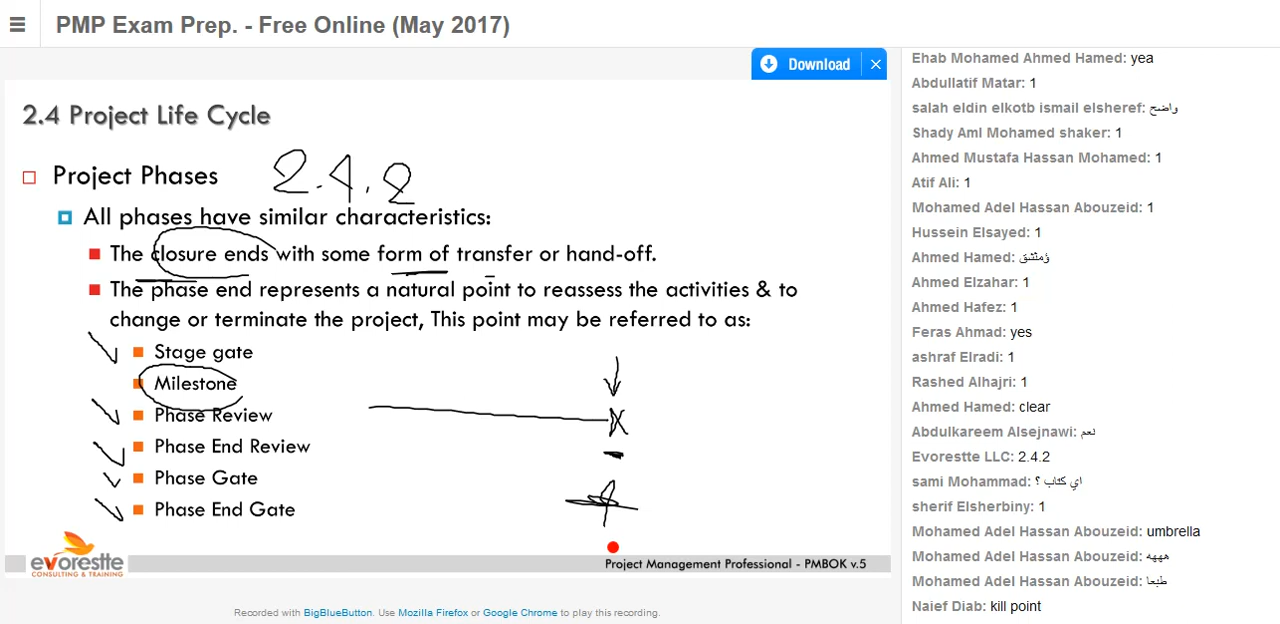 PMP Exam Prep. - Free Online (May 2017)
Download ×
2.4 Project Life Cycle
Project Phases 2.4.2
All phases have similar characteristics:
The closure ends with some form of transfer or hand-off.
The phase end represents a natural point to reassess the activities & to
change or terminate the project, This point may be referred to as:
Stage gate
Milestone
Phase Review
Phase End Review
Phase Gate
Phase End Gate
evorestte
CONSULTING & TRAINING
Project Management Professional - PMBOK v.5
Recorded with BigBlueButton. Use Mozilla Firefox or Google Chrome to play this recording.
Ehab Mohamed Ahmed Hamed: yea
Abdullatif Matar: 1
salah eldin elkotb ismail elsheref: واضح
Shady Aml Mohamed shaker: 1
Ahmed Mustafa Hassan Mohamed: 1
Atif Ali: 1
Mohamed Adel Hassan Abouzeid: 1
Hussein Elsayed: 1
Ahmed Hamed: ؤمثشق
Ahmed Elzahar: 1
Ahmed Hafez: 1
Feras Ahmad: yes
ashraf Elradi: 1
Rashed Alhajri: 1
Ahmed Hamed: clear
Abdulkareem Alsejnawi: نعم
Evorestte LLC: 2.4.2
sami Mohammad: اي كتاب ؟
sherif Elsherbiny: 1
Mohamed Adel Hassan Abouzeid: umbrella
Mohamed Adel Hassan Abouzeid: هههه
Mohamed Adel Hassan Abouzeid: طبعا
Naief Diab: kill point